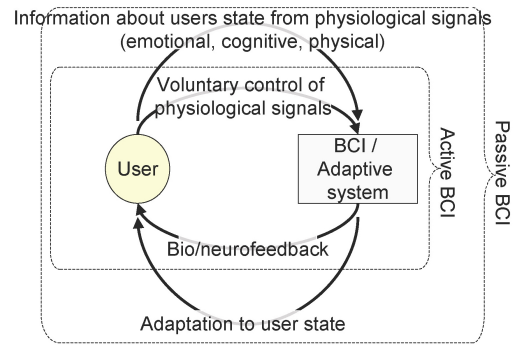 Information about users state from physiological signals
(emotional, cognitive, physical)
Voluntary control of
physiological signals
User
BCI /
Adaptive
system
Active BCI
Passive BCI
Bio/neurofeedback
Adaptation to user state